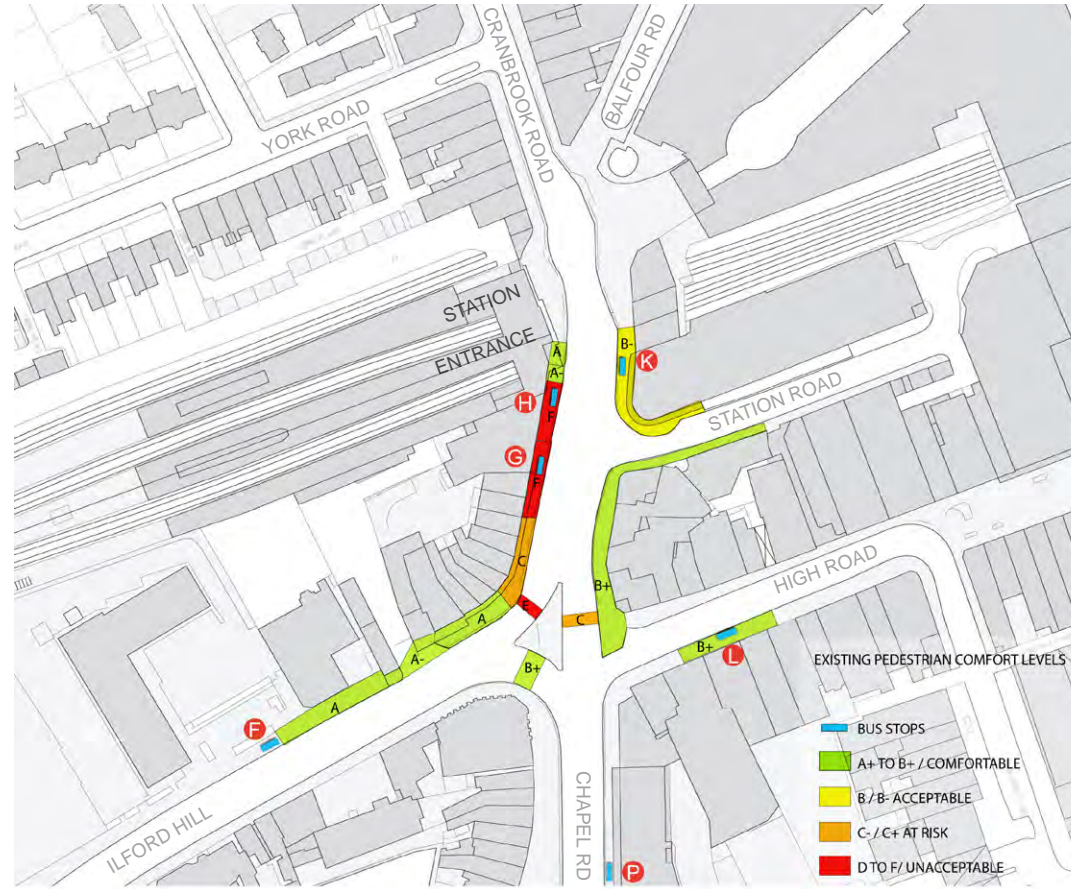 CRANBROOK ROAD
BALFOUR RD
YORK ROAD
STATION
ENTRANCE
A
A-
B-
K
H
F
STATION ROAD
G
F
C
HIGH ROAD
E
B+
C
A
A-
B+
B+
L
A
F
EXISTING PEDESTRIAN COMFORT LEVELS
BUS STOPS
A+ TO B+ / COMFORTABLE
B / B- ACCEPTABLE
C- / C+ AT RISK
D TO F/ UNACCEPTABLE
ILFORD HILL
CHAPEL RD
P